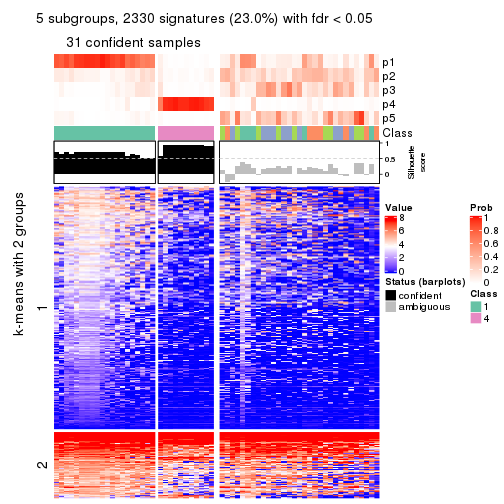 5 subgroups, 2330 signatures (23.0%) with fdr < 0.05
31 confident samples
p1
p2
p3
p4
p5
Class
1
0.5
0
Silhouette
score
k-means with 2 groups
1
2
Value
8
6
4
2
0
Status (barplots)
confident
ambiguous
Prob
1
0.8
0.6
0.4
0.2
0
Class
1
4